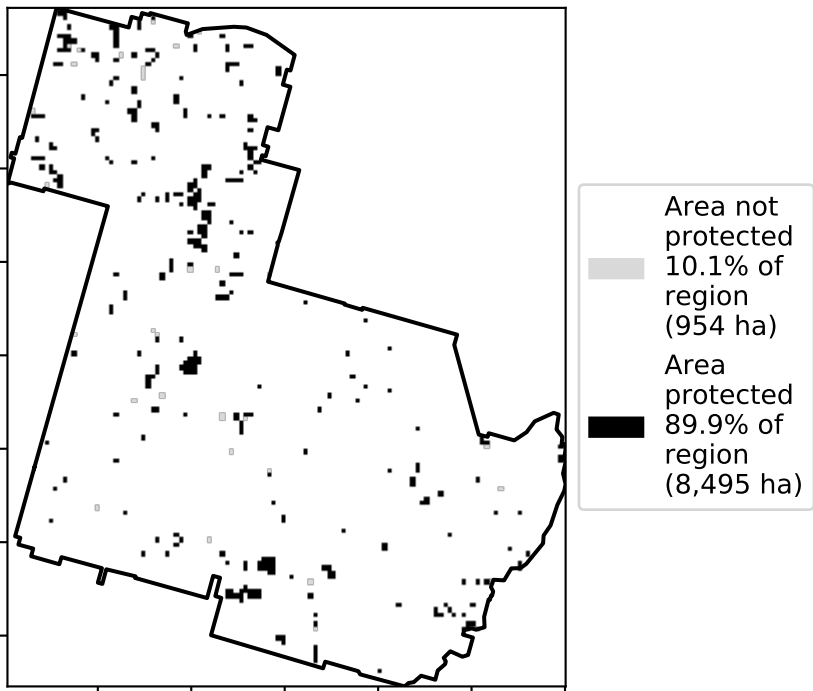 Area not
protected
10.1% of
region
(954 ha)
Area
protected
89.9% of
region
(8,495 ha)